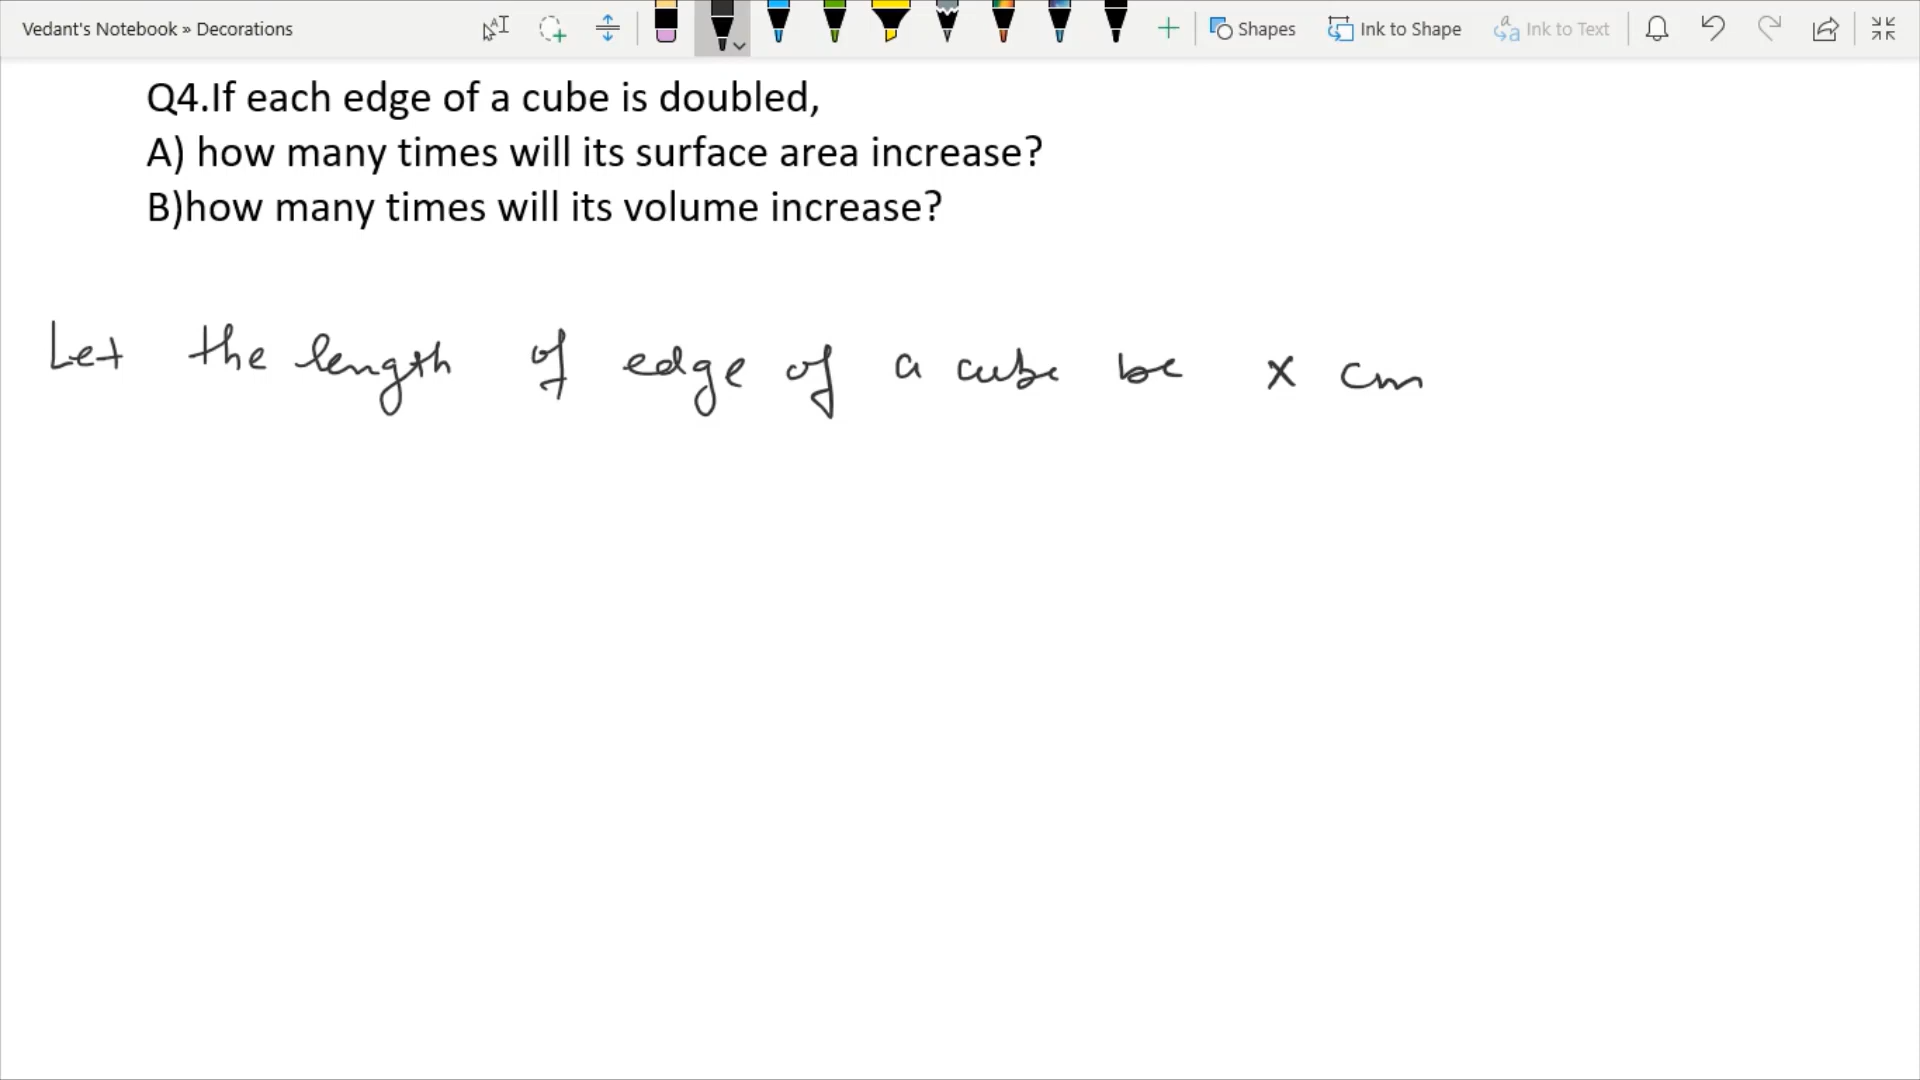 Vedant's Notebook » Decorations
Shapes
Ink to Shape
Ink to Text
Q4.If each edge of a cube is doubled,
A) how many times will its surface area increase?
B)how many times will its volume increase?
Let the length of edge of a cube be x cm